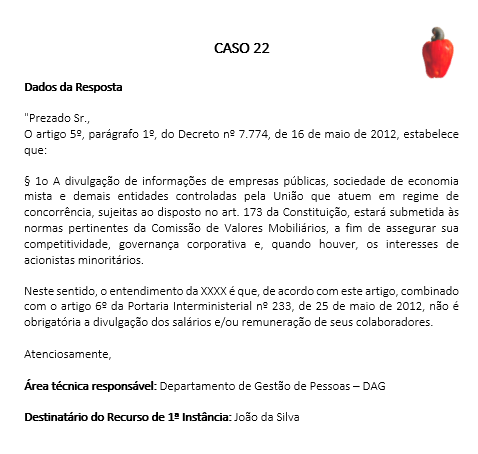 CASO 22
Dados da Resposta
"Prezado Sr.,
O artigo 5º, parágrafo 1º, do Decreto nº 7.774, de 16 de maio de 2012, estabelece
que:
§ 1o A divulgação de informações de empresas públicas, sociedade de economia
mista e demais entidades controladas pela União que atuem em regime de
concorrência, sujeitas ao disposto no art. 173 da Constituição, estará submetida às
normas pertinentes da Comissão de Valores Mobiliários, a fim de assegurar sua
competitividade, governança corporativa e, quando houver, os interesses de
acionistas minoritários.
Neste sentido, o entendimento da XXXX é que, de acordo com este artigo, combinado
com o artigo 6º da Portaria Interministerial nº 233, de 25 de maio de 2012, não é
obrigatória a divulgação dos salários e/ou remuneração de seus colaboradores.
Atenciosamente,
Área técnica responsável: Departamento de Gestão de Pessoas – DAG
Destinatário do Recurso de 1ª Instância: João da Silva